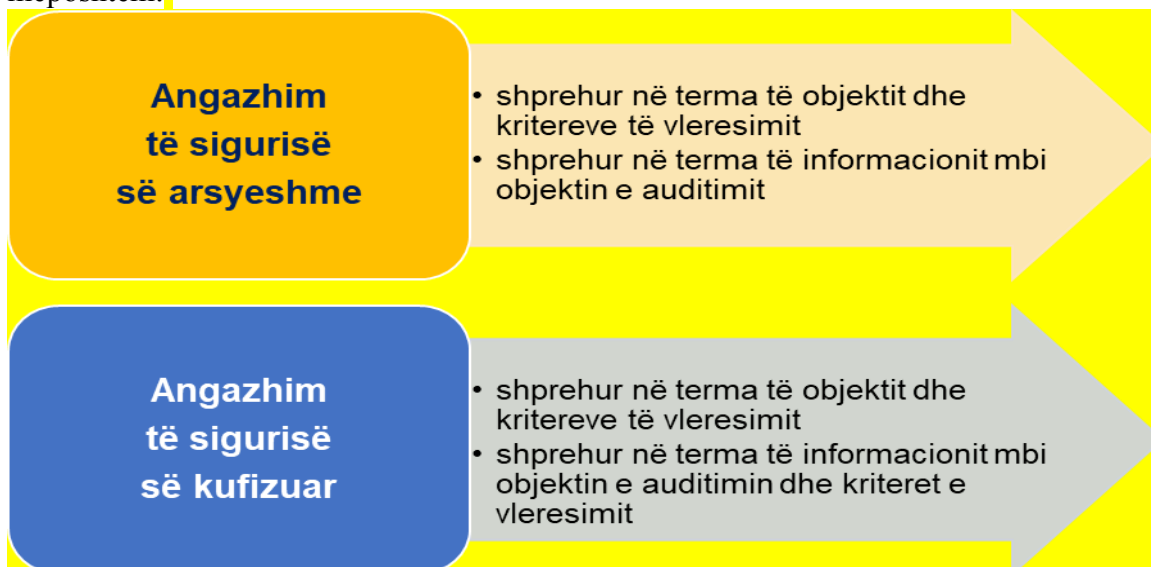 Angazhim
të sigurisë
së arsyeshme
• shprehur në terma të objektit dhe
kritereve të vleresimit
• shprehur në terma të informacionit mbi
objektin e auditimit
Angazhim
të sigurisë
së kufizuar
• shprehur në terma të objektit dhe
kritereve të vleresimit
• shprehur në terma të informacionit mbi
objektin e auditimin dhe kriteret e
vleresimit